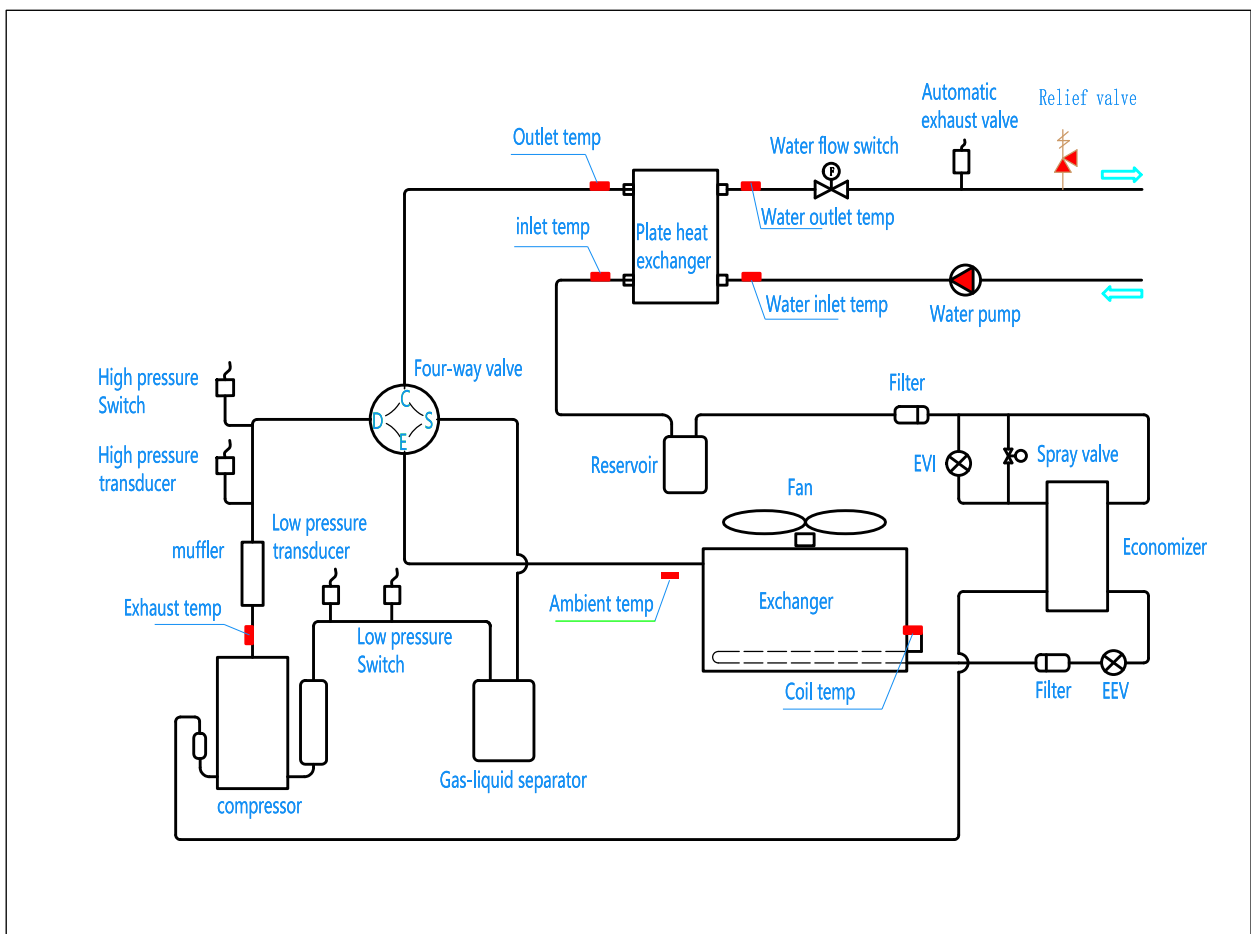 Automatic
exhaust valve
Relief valve
Outlet temp
Water flow switch
F
inlet temp
Plate heat
exchanger
Water outlet temp
Water inlet temp
Water pump
Four-way valve
High pressure
Switch
C
D
S
E
Filter
High pressure
transducer
Reservoir
EVI
Spray valve
Fan
Low pressure
transducer
muffler
Economizer
Exhaust temp
Ambient temp
Exchanger
Low pressure
Switch
Coil temp
Filter
EEV
Gas-liquid separator
compressor